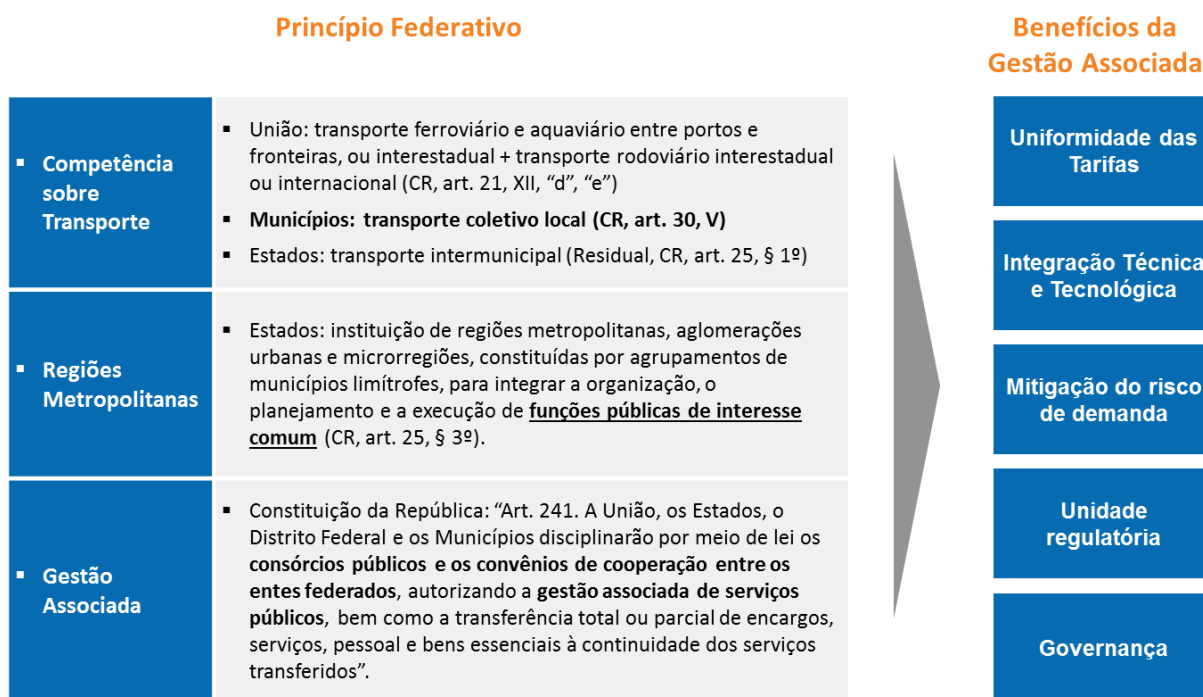 Princípio Federativo
▪ Competência
sobre
Transporte
▪ União: transporte ferroviário e aquaviário entre portos e
fronteiras, ou interestadual + transporte rodoviário interestadual
ou internacional (CR, art. 21, XII, “d”, “e”)
▪ Municípios: transporte coletivo local (CR, art. 30, V)
▪ Estados: transporte intermunicipal (Residual, CR, art. 25, § 1º)
▪ Regiões
Metropolitanas
▪ Estados: instituição de regiões metropolitanas, aglomerações
urbanas e microrregiões, constituídas por agrupamentos de
municípios limítrofes, para integrar a organização, o
planejamento e a execução de funções públicas de interesse
comum (CR, art. 25, § 3º).
▪ Gestão
Associada
▪ Constituição da República: “Art. 241. A União, os Estados, o
Distrito Federal e os Municípios disciplinarão por meio de lei os
consórcios públicos e os convênios de cooperação entre os
entes federados, autorizando a gestão associada de serviços
públicos, bem como a transferência total ou parcial de encargos,
serviços, pessoal e bens essenciais à continuidade dos serviços
transferidos”.
Benefícios da
Gestão Associada
Uniformidade das
Tarifas
Integração Técnica
e Tecnológica
Mitigação do risco
de demanda
Unidade
regulatória
Governança